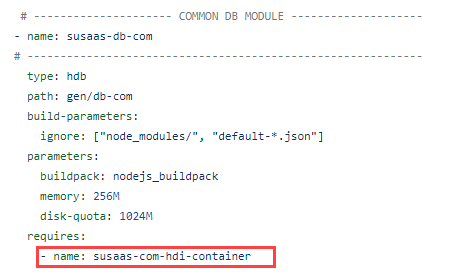 # --------------------- COMMON DB MODULE --------------------
- name: susaas-db-com
# ------------------------------------------------------------
type: hdb
path: gen/db-com
build-parameters:
ignore: ["node_modules/", "default-*.json"]
parameters:
buildpack: nodejs_buildpack
memory: 256M
disk-quota: 1024M
requires:
- name: susaas-com-hdi-container